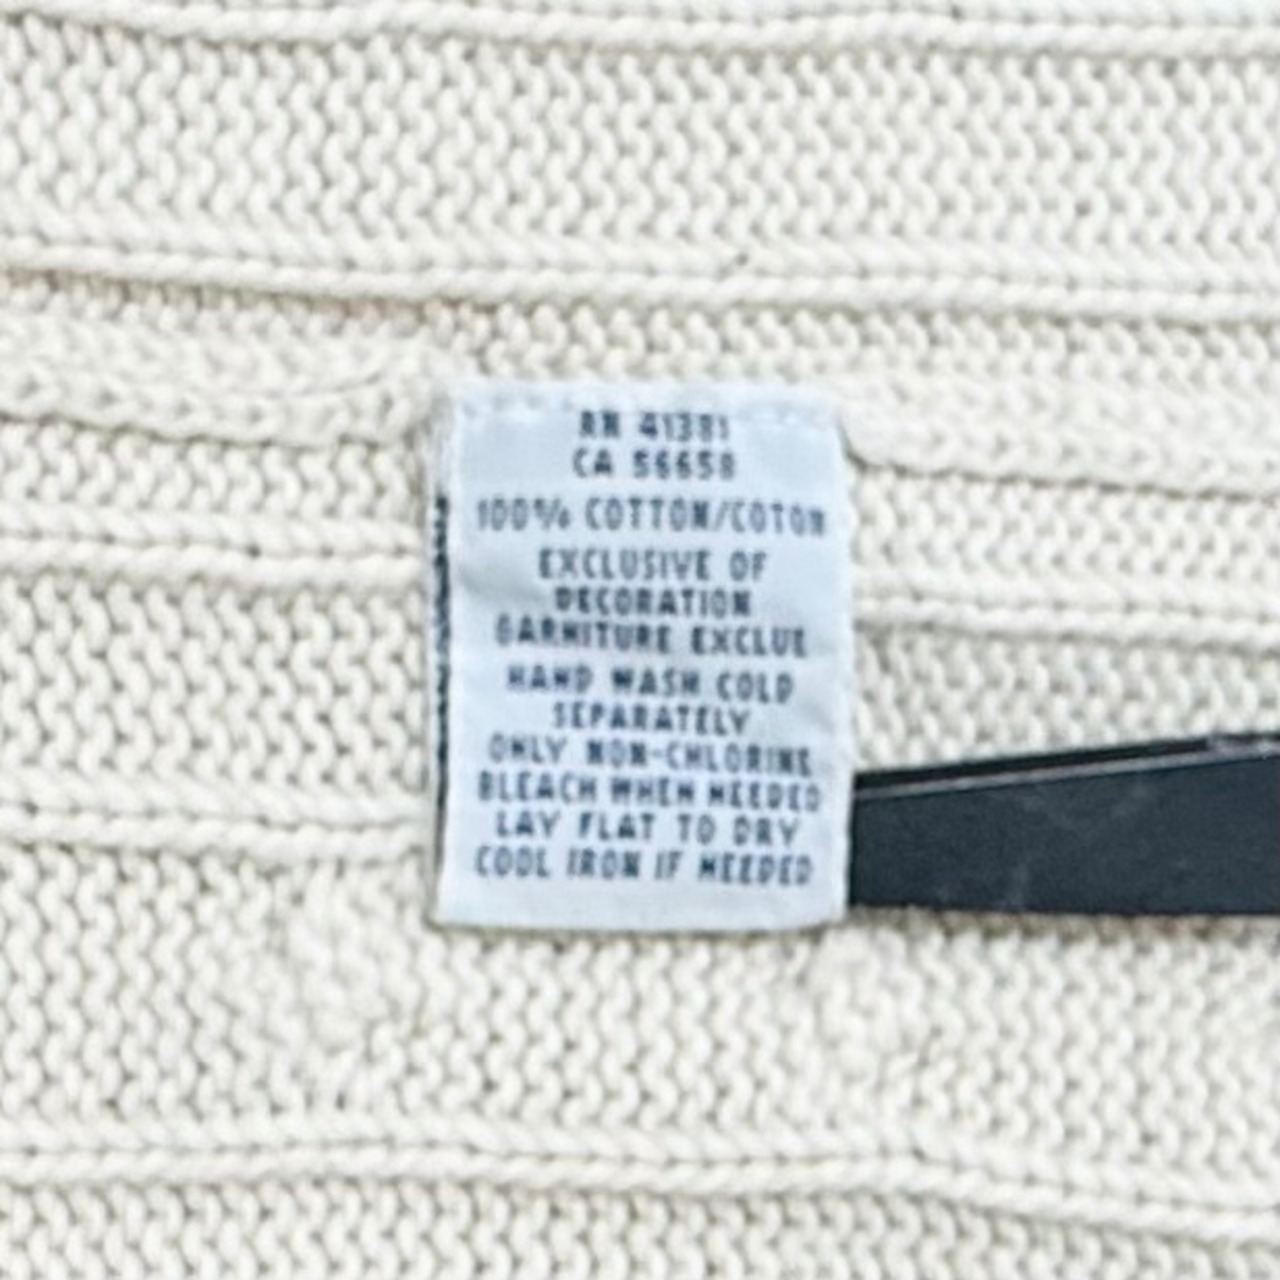 RN 41381
CA 56658
100% COTTON/COTON
EXCLUSIVE OF
DECORATION
GARNITURE EXCLUE
HAND WASH COLD
SEPARATELY
ONLY NON-CHLORINE
BLEACH WHEN NEEDED
LAY FLAT TO DRY
COOL IRON IF NEEDED